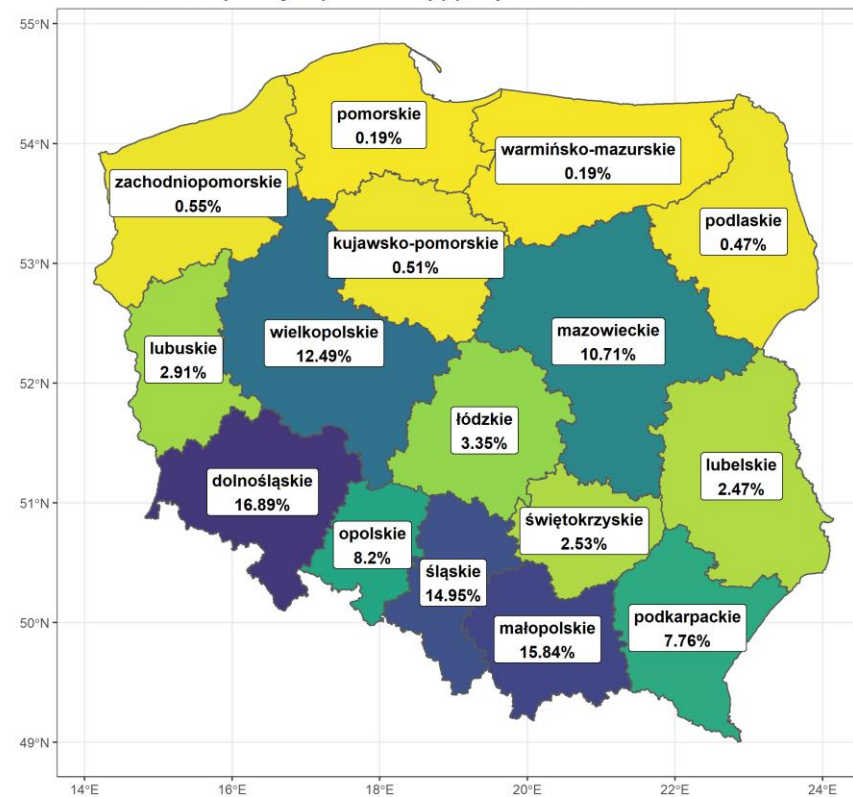 55°N
54°N
53°N
52°N
51°N
50°N
49°N
pomorskie
0.19%
warmińsko-mazurskie
0.19%
zachodniopomorskie
0.55%
podlaskie
0.47%
kujawsko-pomorskie
0.51%
wielkopolskie
12.49%
mazowieckie
10.71%
lubuskie
2.91%
łódzkie
3.35%
lubelskie
2.47%
dolnośląskie
16.89%
świętokrzyskie
2.53%
opolskie
8.2%
śląskie
14.95%
małopolskie
15.84%
podkarpackie
7.76%
14°E
16°E
18°E
20°E
22°E
24°E